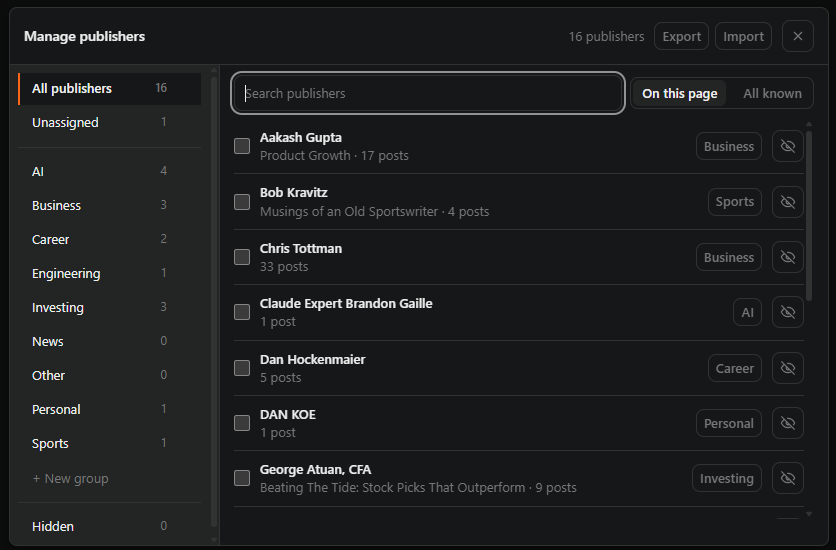 Manage publishers
16 publishers
Export
Import
All publishers 16
Unassigned 1
AI 4
Business 3
Career 2
Engineering 1
Investing 3
News 0
Other 0
Personal 1
Sports 1
+ New group
Hidden 0
Search publishers
On this page
All known
Aakash Gupta
Product Growth · 17 posts
Business
Bob Kravitz
Musings of an Old Sportswriter · 4 posts
Sports
Chris Tottman
33 posts
Business
Claude Expert Brandon Gaille
1 post
AI
Dan Hockenmaier
5 posts
Career
DAN KOE
1 post
Personal
George Atuan, CFA
Beating The Tide: Stock Picks That Outperform · 9 posts
Investing